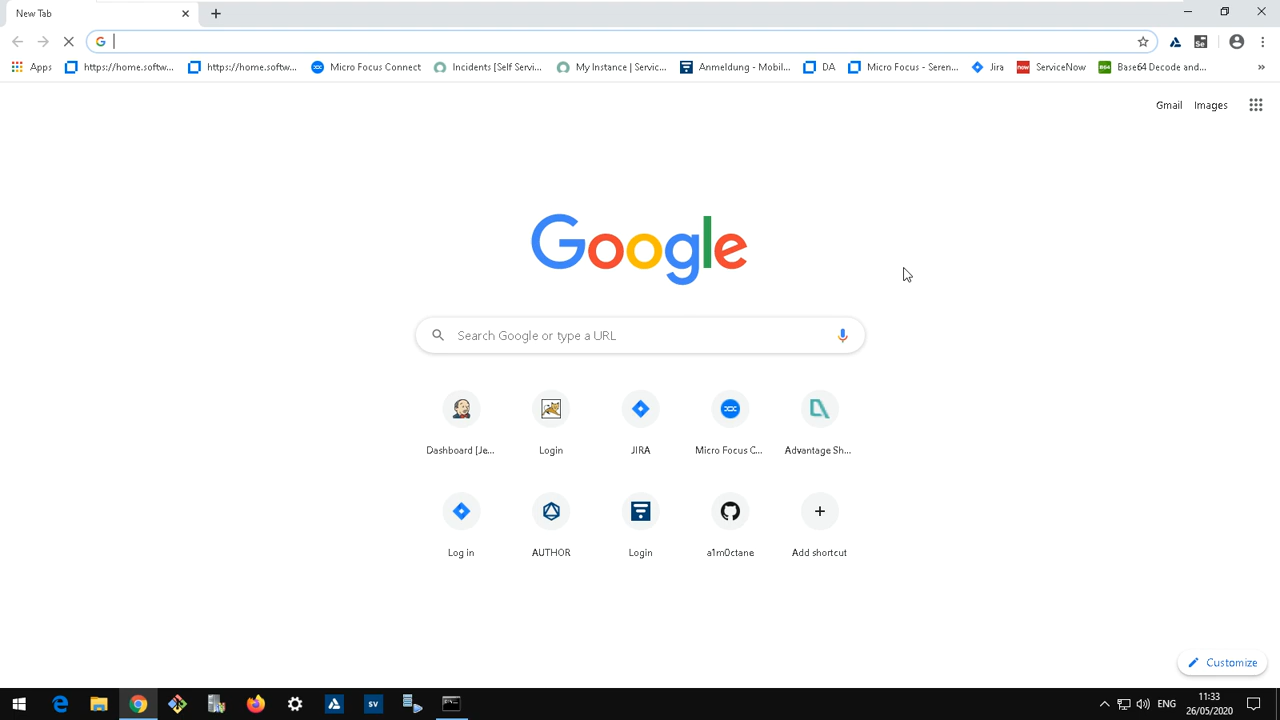 New Tab
Apps https://home.softw... https://home.softw... Micro Focus Connect Incidents [Self Servi... My Instance | Servic... Anmeldung - Mobil... DA Micro Focus - Seren... Jira now ServiceNow B64 Base64 Decode and... »
Gmail Images
Google
Search Google or type a URL
Dashboard [Je... Login JIRA Micro Focus C... Advantage Sh...
Log in AUTHOR Login a1m0ctane Add shortcut
Customize
SV ENG 11:33
26/05/2020